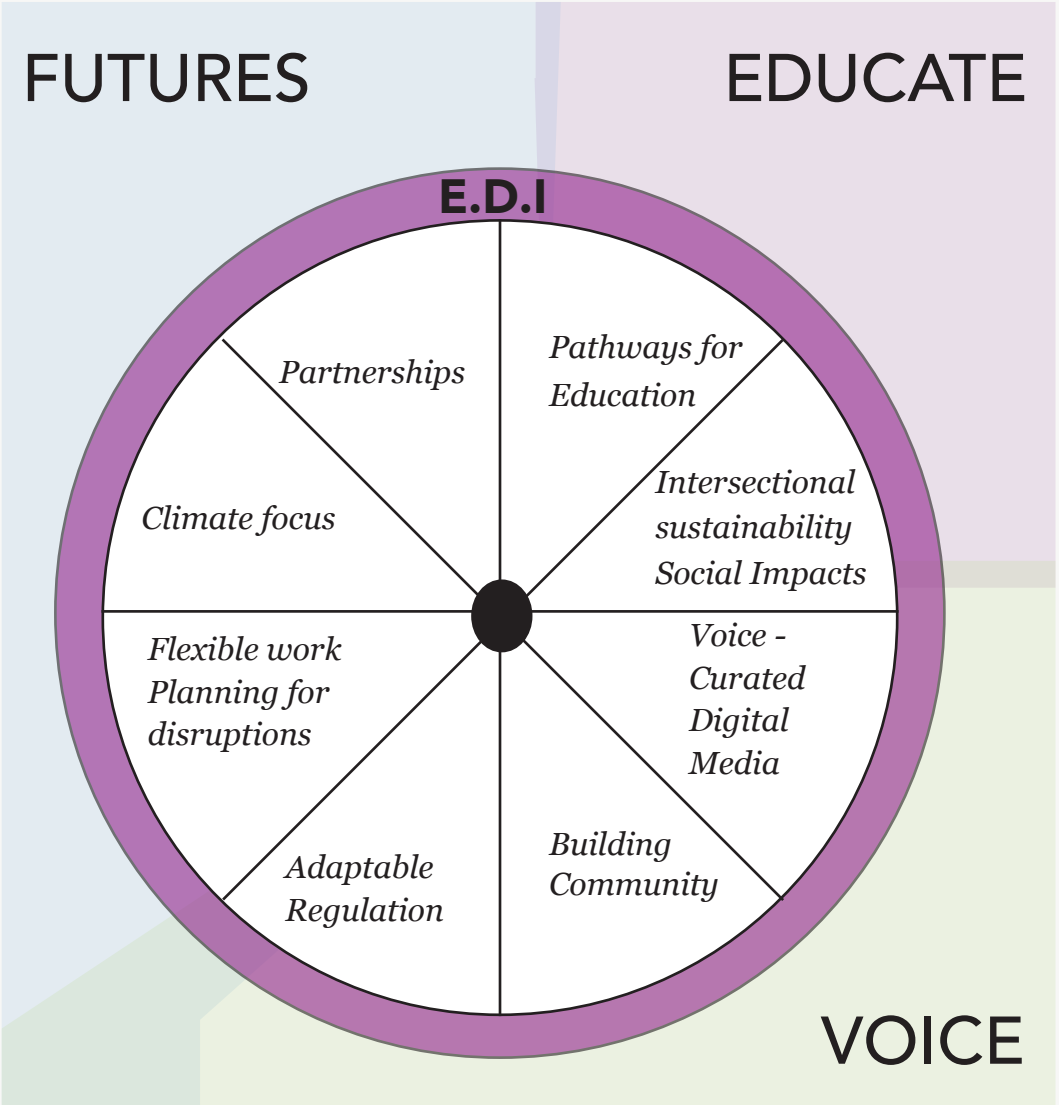 FUTURES
EDUCATE
E.D.I
Partnerships
Pathways for
Education
Climate focus
Intersectional
sustainability
Social Impacts
Flexible work
Planning for
disruptions
Voice -
Curated
Digital
Media
Adaptable
Regulation
Building
Community
VOICE